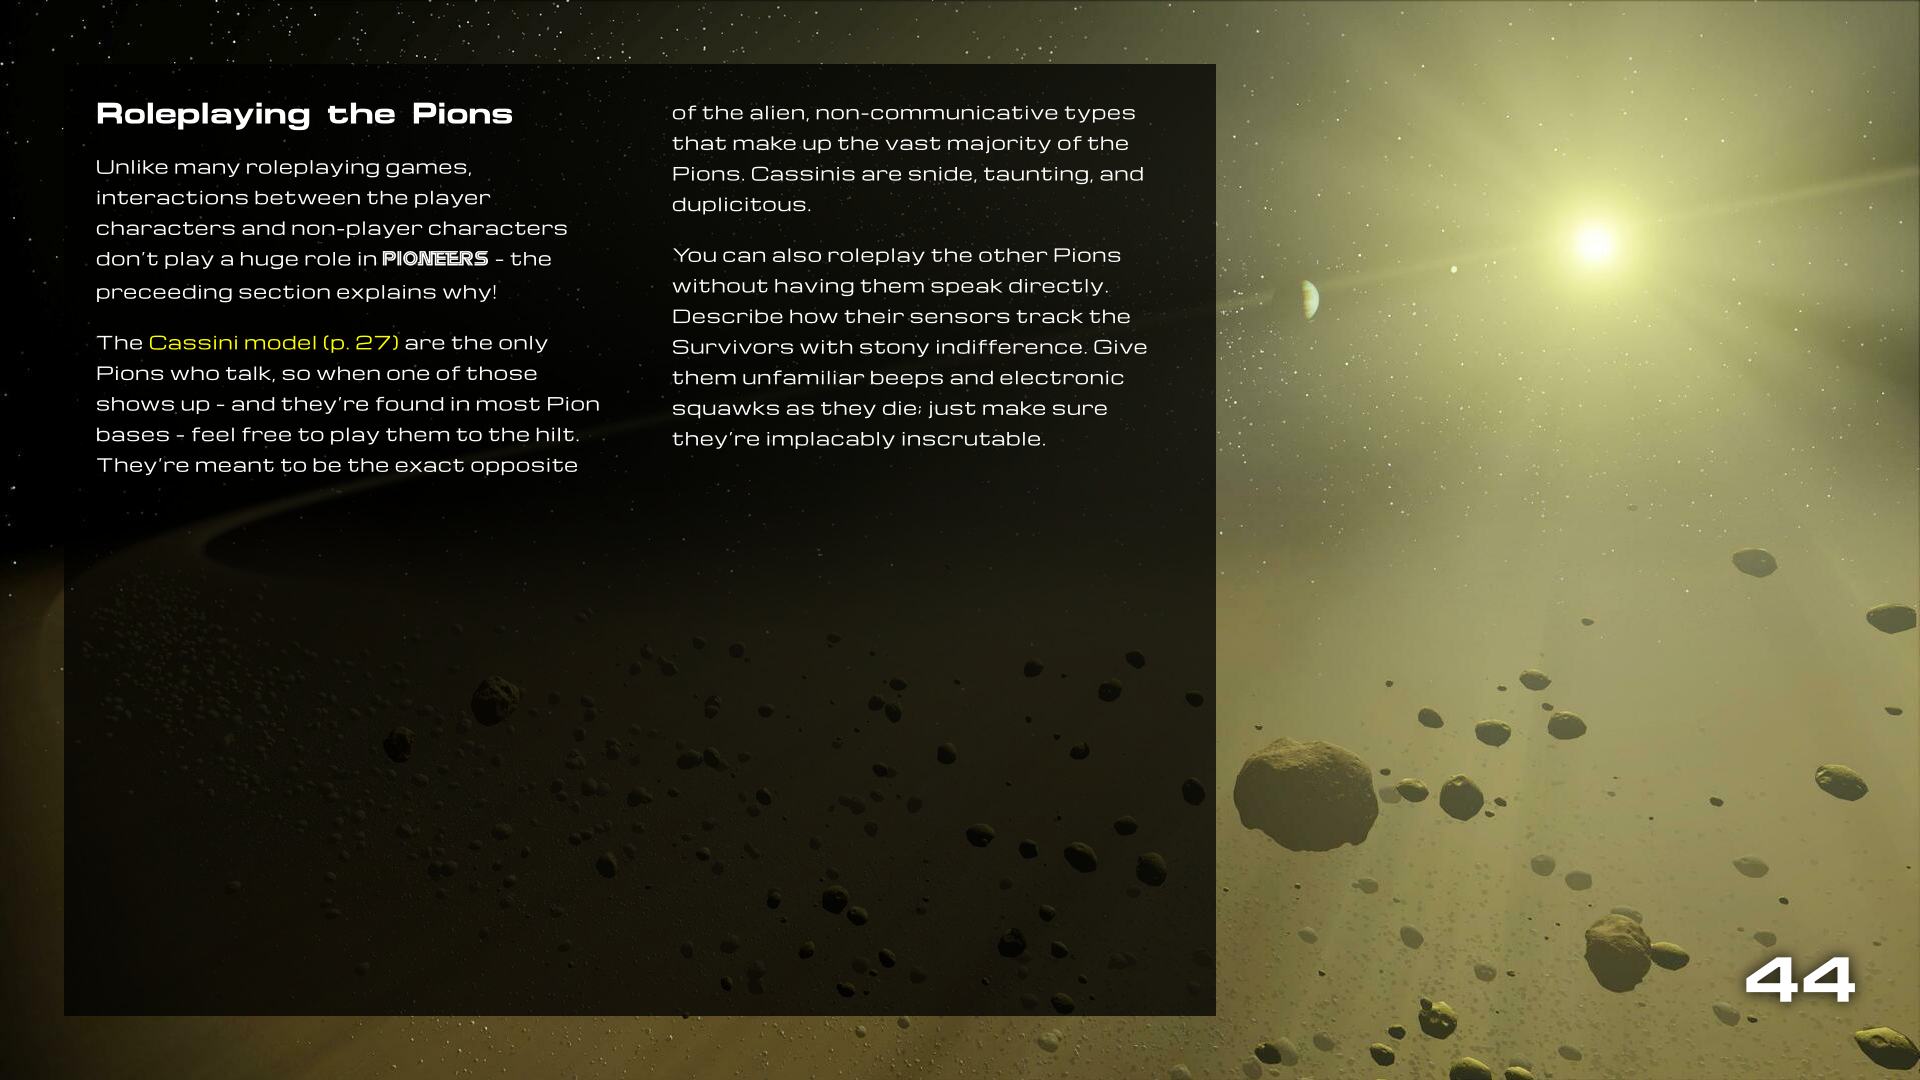 Roleplaying the Pions
Unlike many roleplaying games,
interactions between the player
characters and non-player characters
don't play a huge role in PIONEERS - the
preceeding section explains why!
The Cassini model (p. 27) are the only
Pions who talk, so when one of those
shows up - and they're found in most Pion
bases - feel free to play them to the hilt.
They're meant to be the exact opposite
of the alien, non-communicative types
that make up the vast majority of the
Pions. Cassinis are snide, taunting, and
duplicitous.
You can also roleplay the other Pions
without having them speak directly.
Describe how their sensors track the
Survivors with stony indifference. Give
them unfamiliar beeps and electronic
squawks as they die; just make sure
they're implacably inscrutable.
44